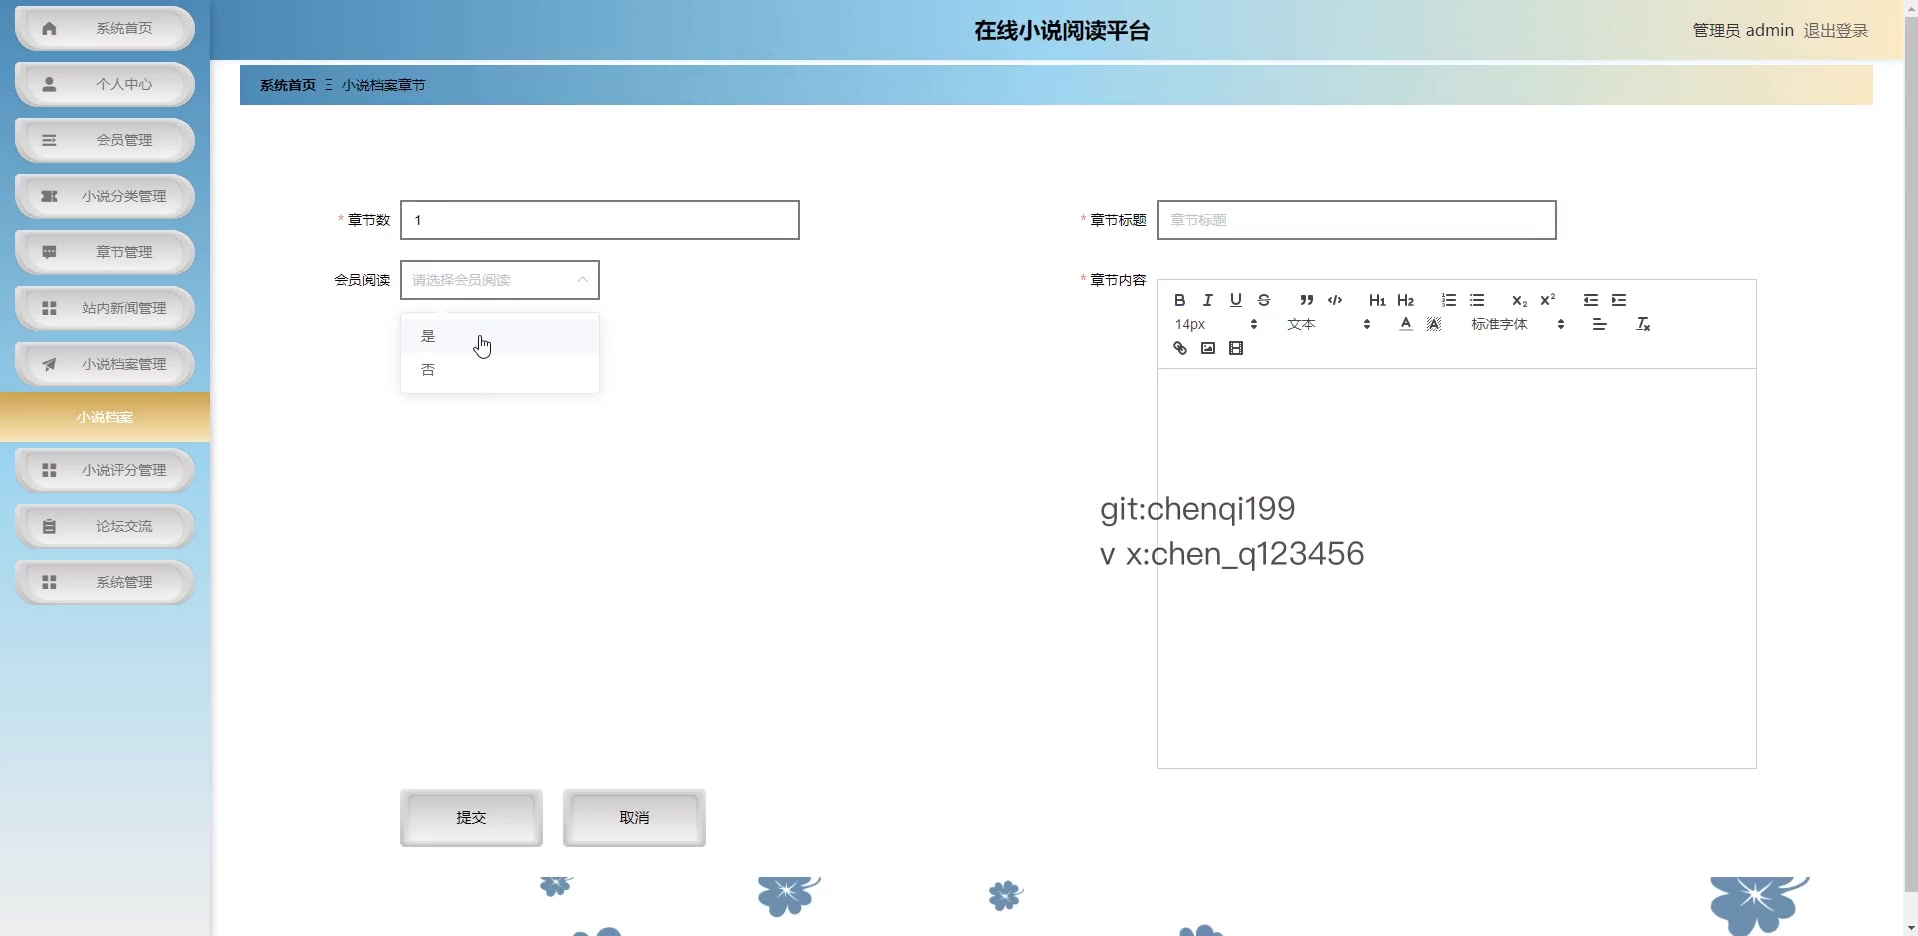 系统首页
个人中心
会员管理
小说分类管理
章节管理
站内新闻管理
小说档案管理
小说档案
小说评分管理
论坛交流
系统管理
在线小说阅读平台
管理员 admin 退出登录
系统首页 Ξ 小说档案章节
* 章节数 1
* 章节标题 章节标题
会员阅读 请选择会员阅读
是
否
* 章节内容
B I U S ” </> H1 H2 X₂ X²
14px 文本 A A 标准字体 Tx
git:chenqi199
v x:chen_q123456
提交 取消